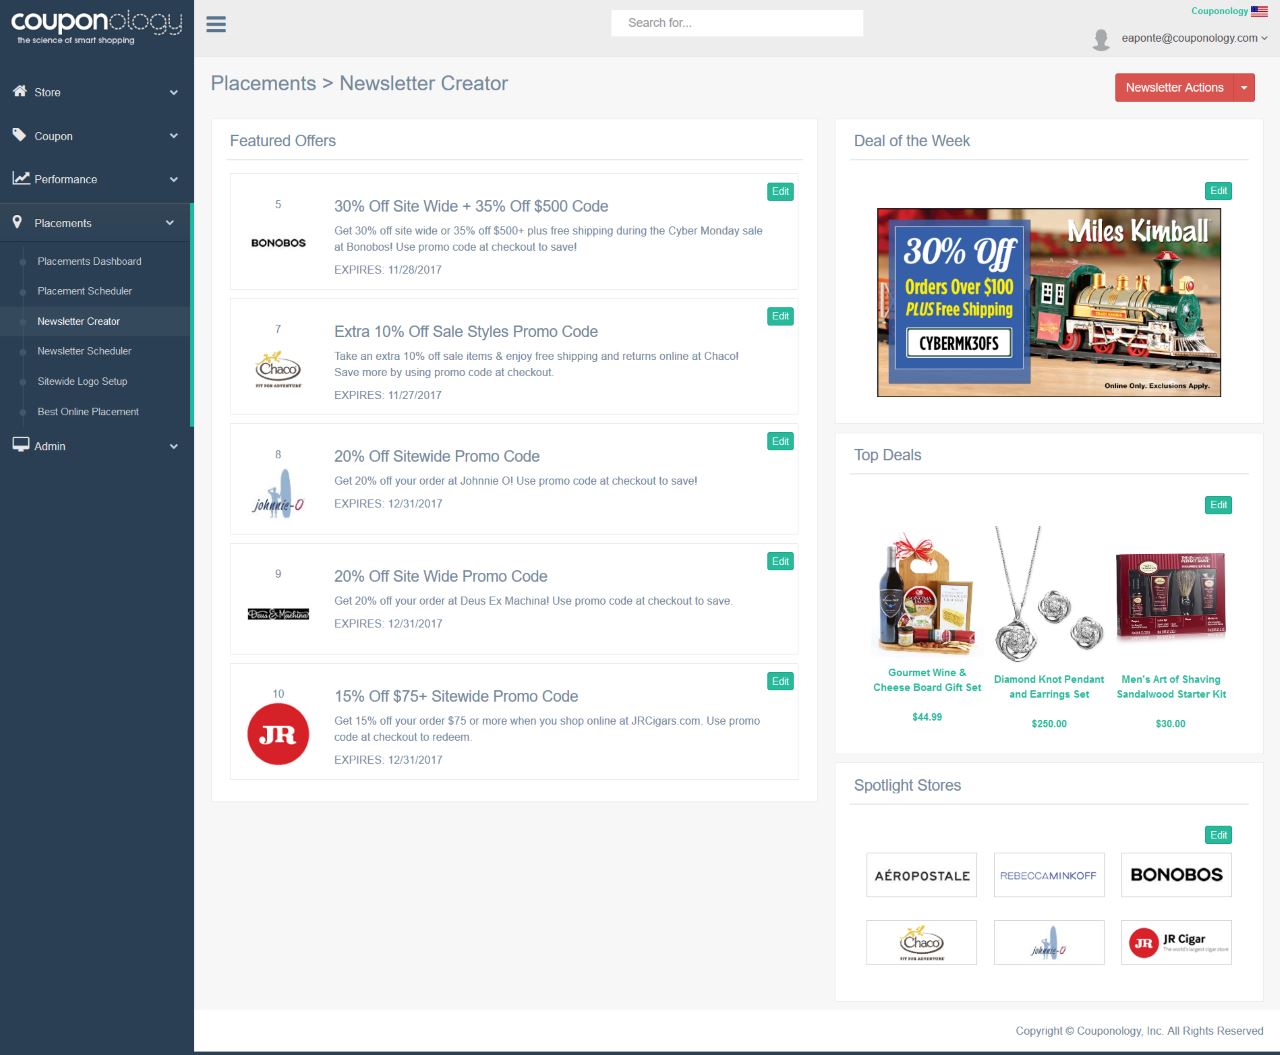 couponology
the science of smart shopping
Store
Coupon
Performance
Placements
Placements Dashboard
Placement Scheduler
Newsletter Creator
Newsletter Scheduler
Sitewide Logo Setup
Best Online Placement
Admin
Search for...
Couponology
eaponte@couponology.com
Placements > Newsletter Creator
Newsletter Actions
Featured Offers
Edit
5
BONOBOS
30% Off Site Wide + 35% Off $500 Code
Get 30% off site wide or 35% off $500+ plus free shipping during the Cyber Monday sale
at Bonobos! Use promo code at checkout to save!
EXPIRES: 11/28/2017
Edit
7
Chaco
FIT FOR ADVENTURE
Extra 10% Off Sale Styles Promo Code
Take an extra 10% off sale items & enjoy free shipping and returns online at Chaco!
Save more by using promo code at checkout.
EXPIRES: 11/27/2017
Edit
8
johnnie-O
20% Off Sitewide Promo Code
Get 20% off your order at Johnnie O! Use promo code at checkout to save!
EXPIRES: 12/31/2017
Edit
9
Deus Ex Machina
20% Off Site Wide Promo Code
Get 20% off your order at Deus Ex Machina! Use promo code at checkout to save.
EXPIRES: 12/31/2017
Edit
10
JR
15% Off $75+ Sitewide Promo Code
Get 15% off your order $75 or more when you shop online at JRCigars.com. Use promo
code at checkout to redeem.
EXPIRES: 12/31/2017
Deal of the Week
Edit
Miles Kimball
30% Off
Orders Over $100
PLUS Free Shipping
CYBERMK30FS
Online Only. Exclusions Apply.
Top Deals
Edit
Gourmet Wine &
Cheese Board Gift Set
$44.99
Diamond Knot Pendant
and Earrings Set
$250.00
Men's Art of Shaving
Sandalwood Starter Kit
$30.00
Spotlight Stores
Edit
AÉROPOSTALE
REBECCAMINKOFF
BONOBOS
Chaco
FIT FOR ADVENTURE
johnnie-O
JR
JR Cigar
The world's largest cigar store
Copyright © Couponology, Inc. All Rights Reserved